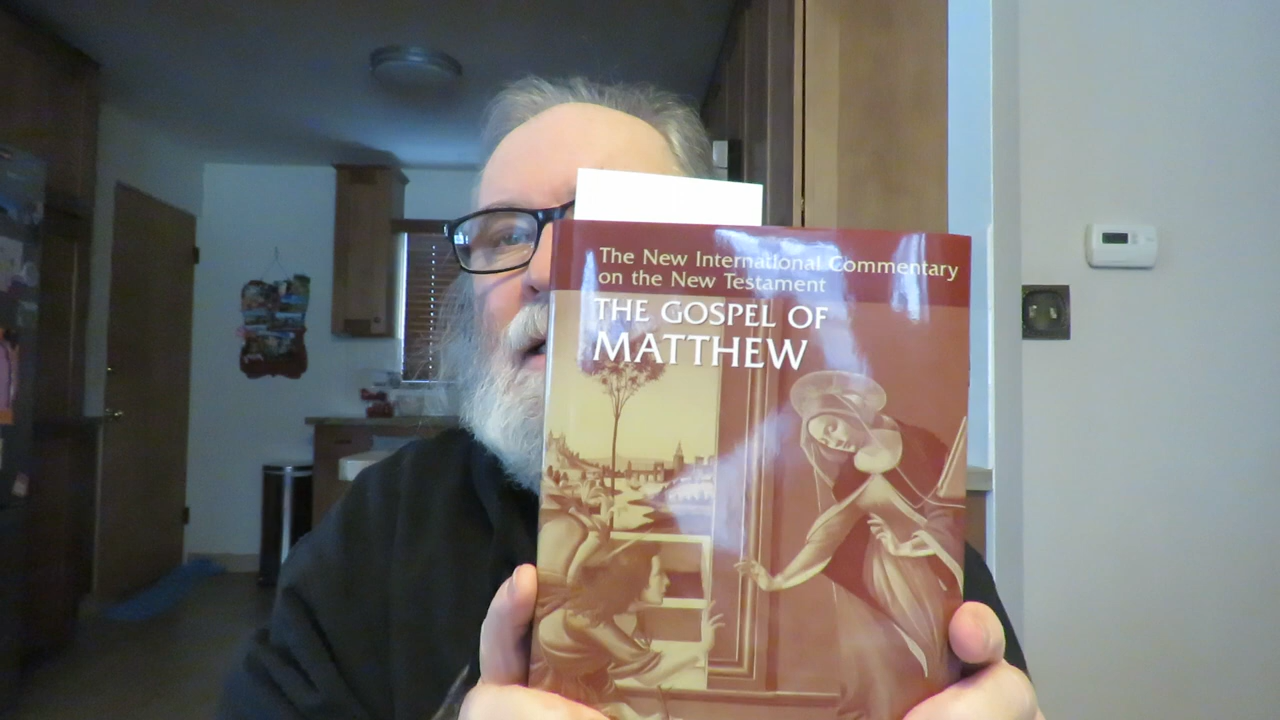 The New International Commentary
on the New Testament
THE GOSPEL OF
MATTHEW